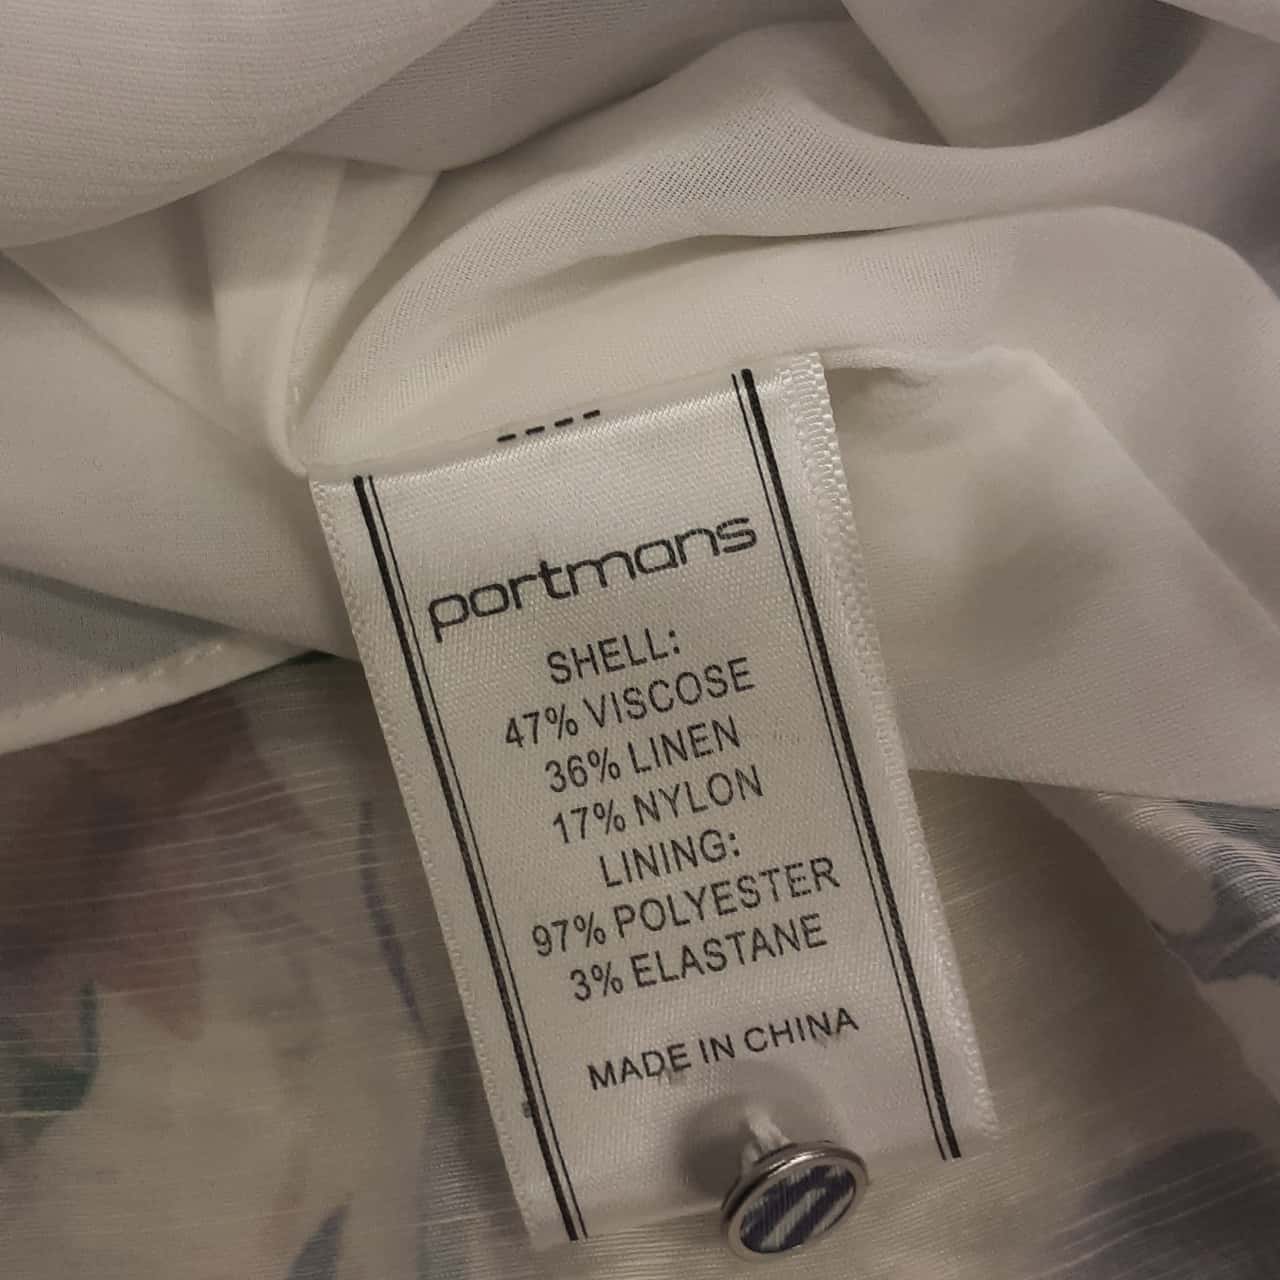 portmans
SHELL:
47% VISCOSE
36% LINEN
17% NYLON
LINING:
97% POLYESTER
3% ELASTANE
MADE IN CHINA